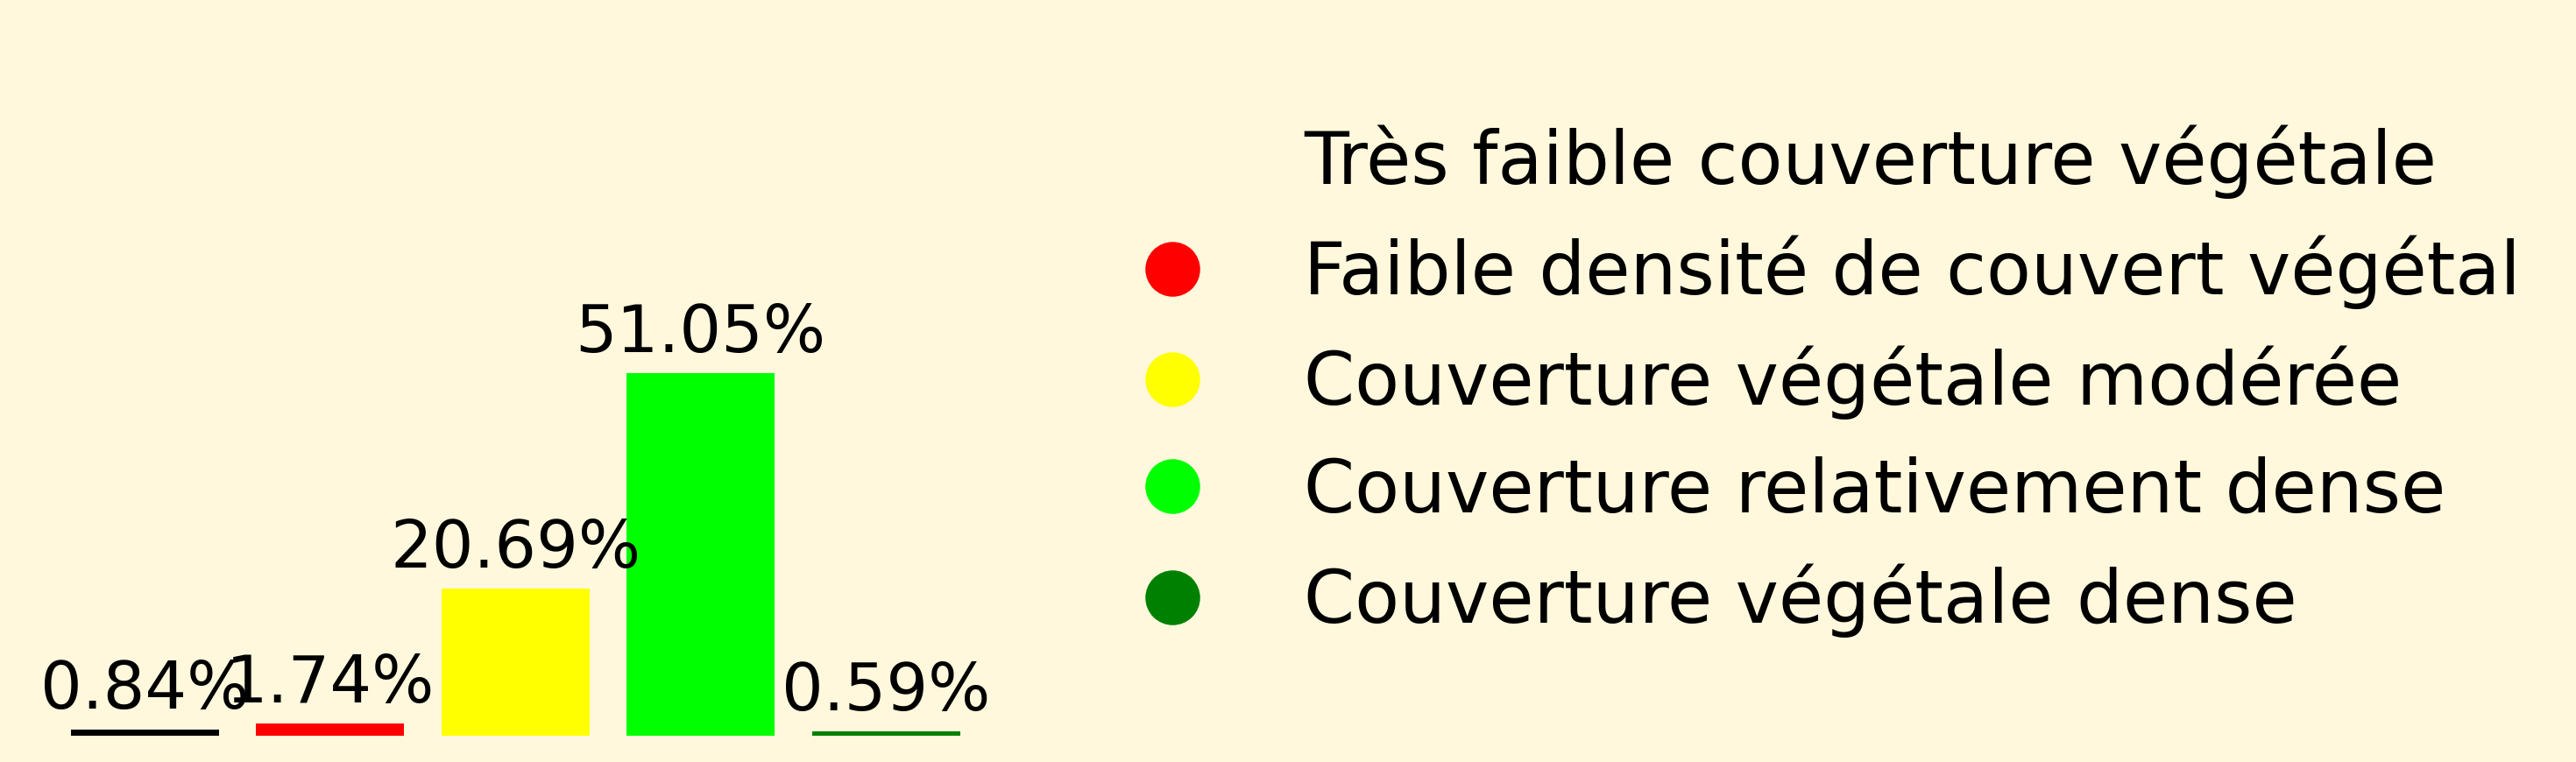 Très faible couverture végétale
Faible densité de couvert végétal
51.05%
Couverture végétale modérée
Couverture relativement dense
20.69%
Couverture végétale dense
0.84%
1.74%
0.59%